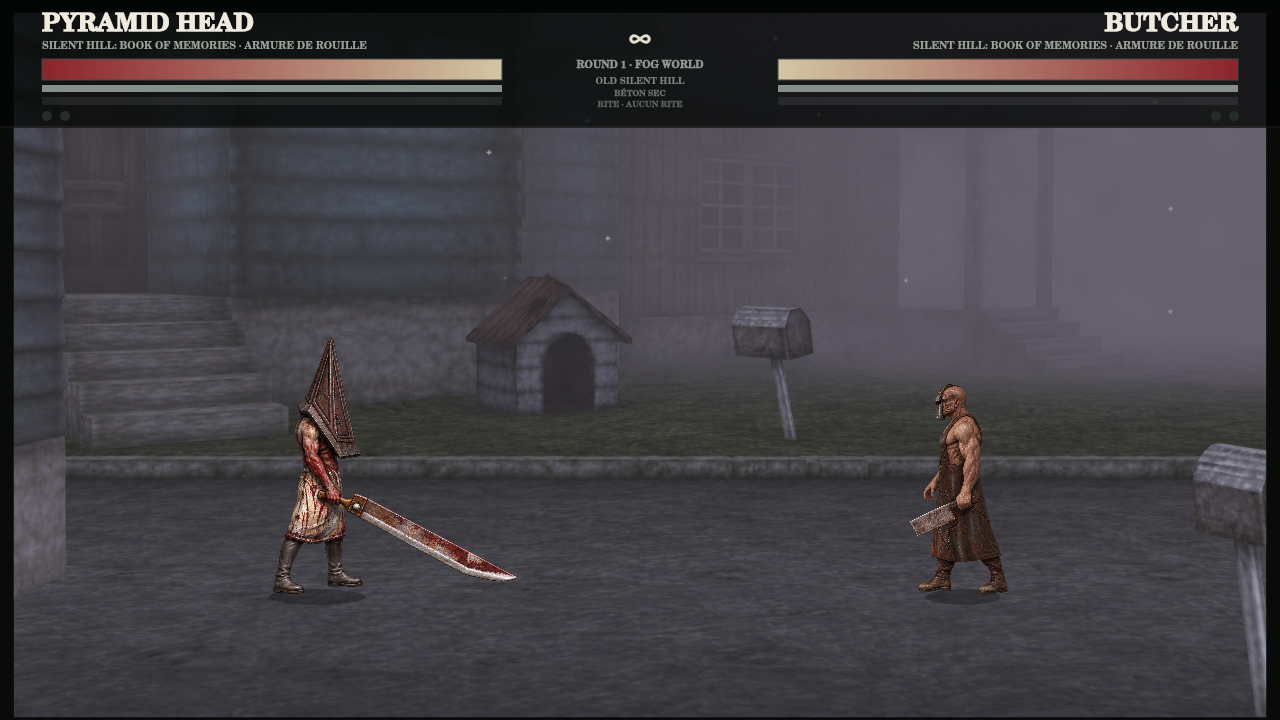 PYRAMID HEAD
SILENT HILL: BOOK OF MEMORIES · ARMURE DE ROUILLE
∞
ROUND 1 · FOG WORLD
OLD SILENT HILL
BÉTON SEC
RITE · AUCUN RITE
BUTCHER
SILENT HILL: BOOK OF MEMORIES · ARMURE DE ROUILLE